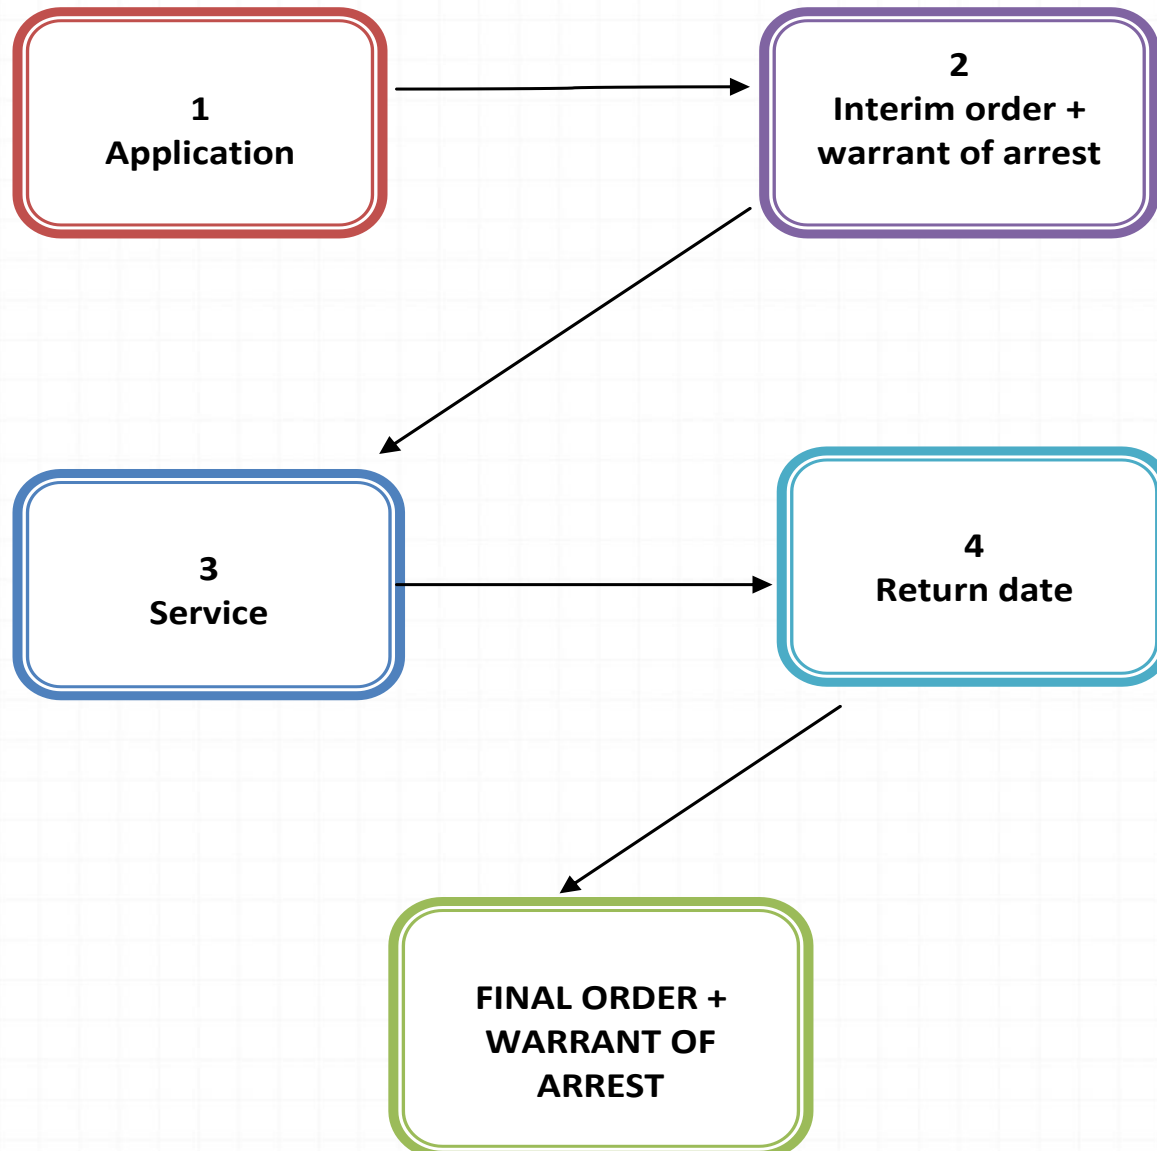 1
Application
2
Interim order +
warrant of arrest
3
Service
4
Return date
FINAL ORDER +
WARRANT OF
ARREST